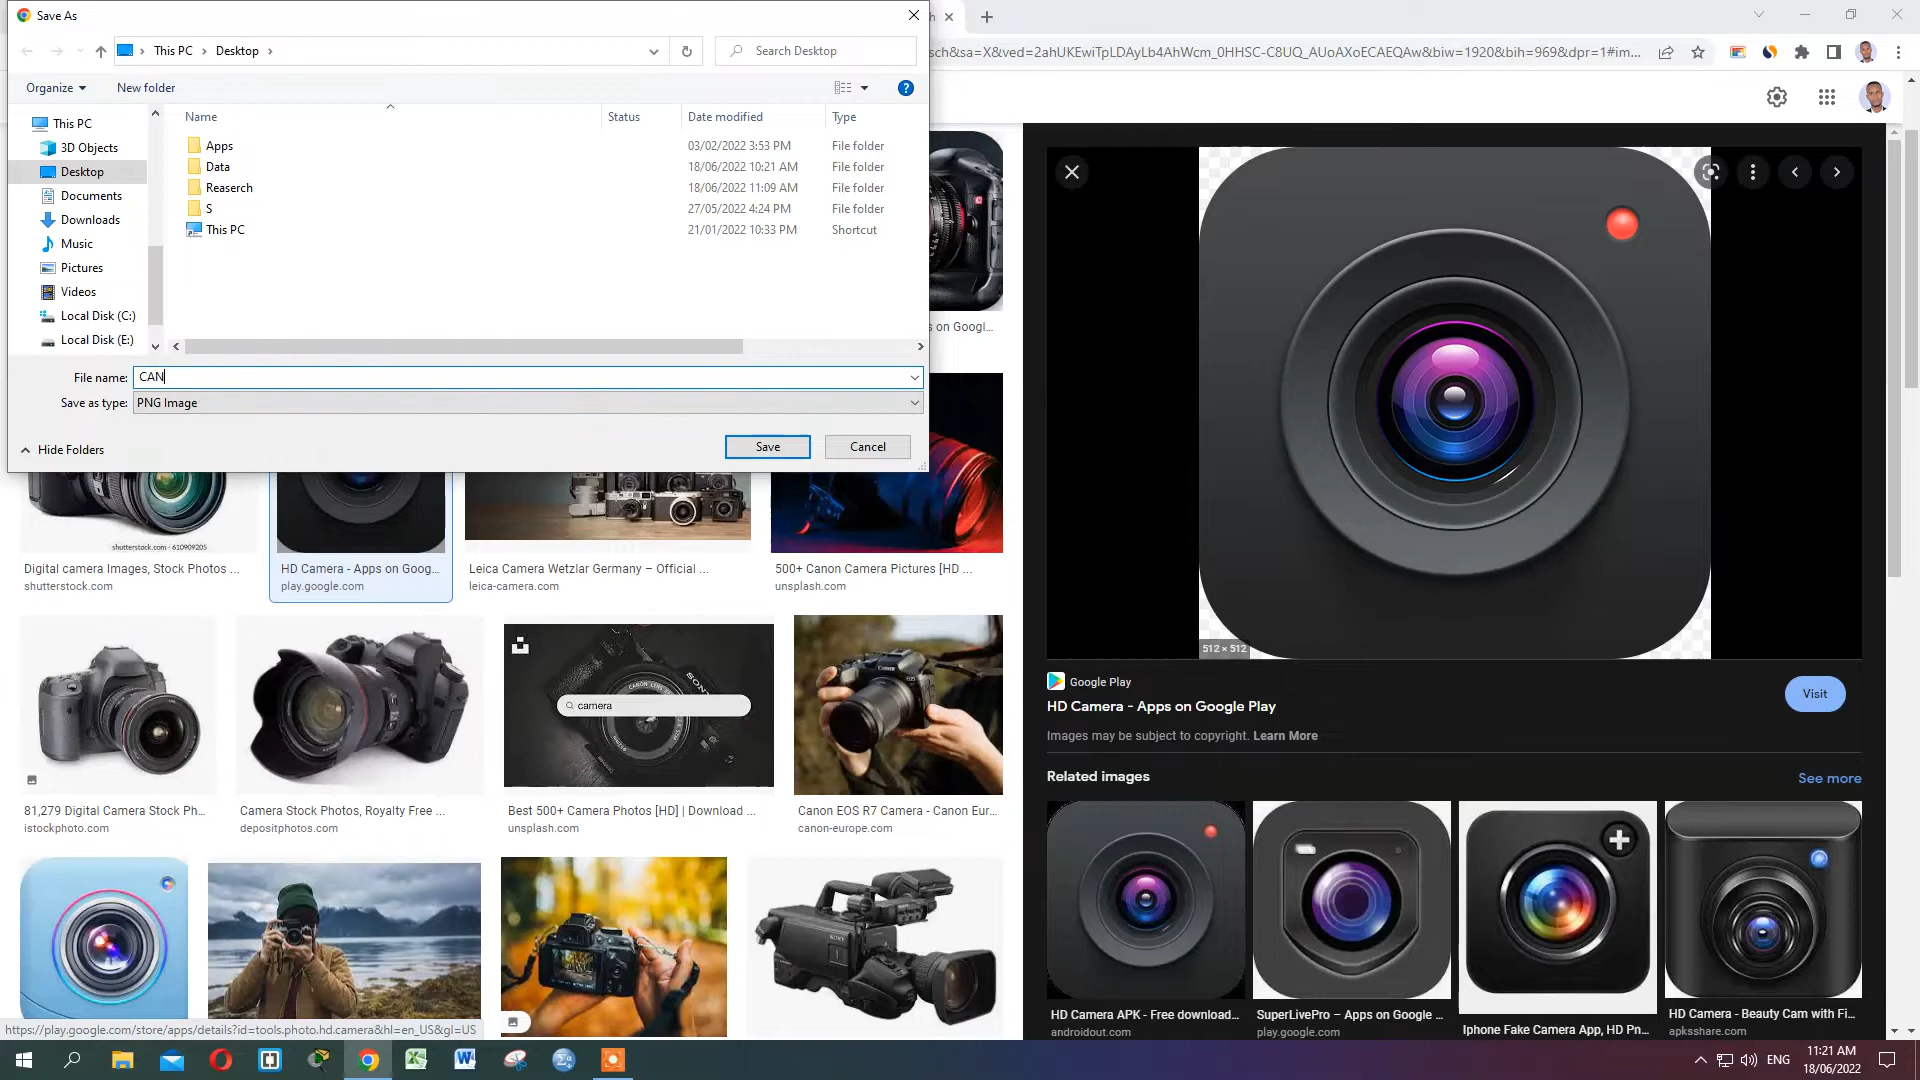 Save As
This PC
Desktop
Search Desktop
sch&sa=X&ved=2ahUKEwiTpLDAyLb4AhWcm_0HHSC-C8UQ_AUoAXoECAEQAw&biw=1920&bih=969&dpr=1#im...
Organize
New folder
Name
Status
Date modified
Type
This PC
3D Objects
Desktop
Documents
Downloads
Music
Pictures
Videos
Local Disk (C:)
Local Disk (E:)
Apps 03/02/2022 3:53 PM File folder
Data 18/06/2022 10:21 AM File folder
Reaserch 18/06/2022 11:09 AM File folder
S 27/05/2022 4:24 PM File folder
This PC 21/01/2022 10:33 PM Shortcut
s on Googl...
File name: CAN
Save as type: PNG Image
Hide Folders
Save
Cancel
shutterstock.com · 610909205
Digital camera Images, Stock Photos ...
shutterstock.com
HD Camera - Apps on Goog...
play.google.com
Leica Camera Wetzlar Germany – Official ...
leica-camera.com
500+ Canon Camera Pictures [HD ...
unsplash.com
CANON
SONY
camera
Canon
81,279 Digital Camera Stock Ph...
istockphoto.com
Camera Stock Photos, Royalty Free ...
depositphotos.com
Best 500+ Camera Photos [HD] | Download ...
unsplash.com
Canon EOS R7 Camera - Canon Eur...
canon-europe.com
SONY
https://play.google.com/store/apps/details?id=tools.photo.hd.camera&hl=en_US&gl=US
512 × 512
Google Play
HD Camera - Apps on Google Play
Visit
Images may be subject to copyright. Learn More
Related images
See more
HD Camera APK - Free download...
androidout.com
SuperLivePro – Apps on Google ...
play.google.com
Iphone Fake Camera App, HD Pn...
HD Camera - Beauty Cam with Fi...
apksshare.com
ENG
11:21 AM
18/06/2022